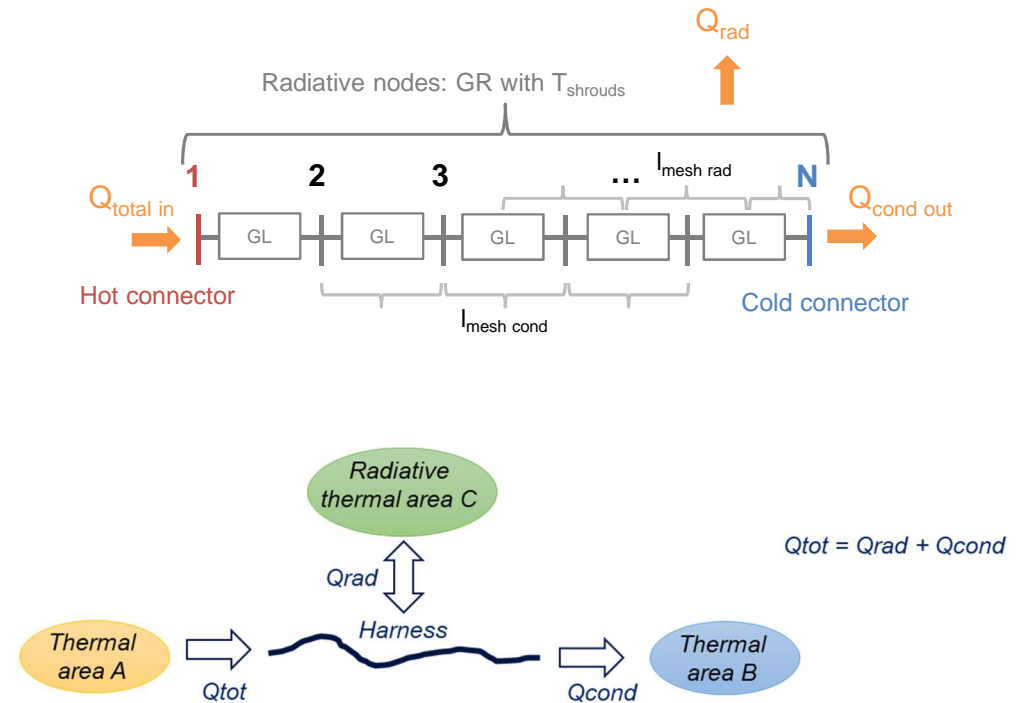 Qrad
Radiative nodes: GR with Tshrouds
1
2
3
...
N
lmesh rad
Qtotal in
GL
GL
GL
GL
GL
Qcond out
Hot connector
Cold connector
lmesh cond
Radiative
thermal area C
Qtot = Qrad + Qcond
Qrad
Harness
Thermal
area A
Qtot
Qcond
Thermal
area B